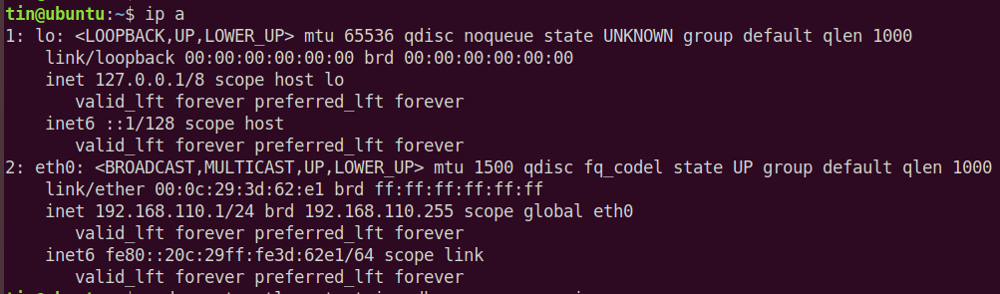 tin@ubuntu:~$ ip a
1: lo: <LOOPBACK,UP,LOWER_UP> mtu 65536 qdisc noqueue state UNKNOWN group default qlen 1000
link/loopback 00:00:00:00:00:00 brd 00:00:00:00:00:00
inet 127.0.0.1/8 scope host lo
valid_lft forever preferred_lft forever
inet6 ::1/128 scope host
valid_lft forever preferred_lft forever
2: eth0: <BROADCAST,MULTICAST,UP,LOWER_UP> mtu 1500 qdisc fq_codel state UP group default qlen 1000
link/ether 00:0c:29:3d:62:e1 brd ff:ff:ff:ff:ff:ff
inet 192.168.110.1/24 brd 192.168.110.255 scope global eth0
valid_lft forever preferred_lft forever
inet6 fe80::20c:29ff:fe3d:62e1/64 scope link
valid_lft forever preferred_lft forever